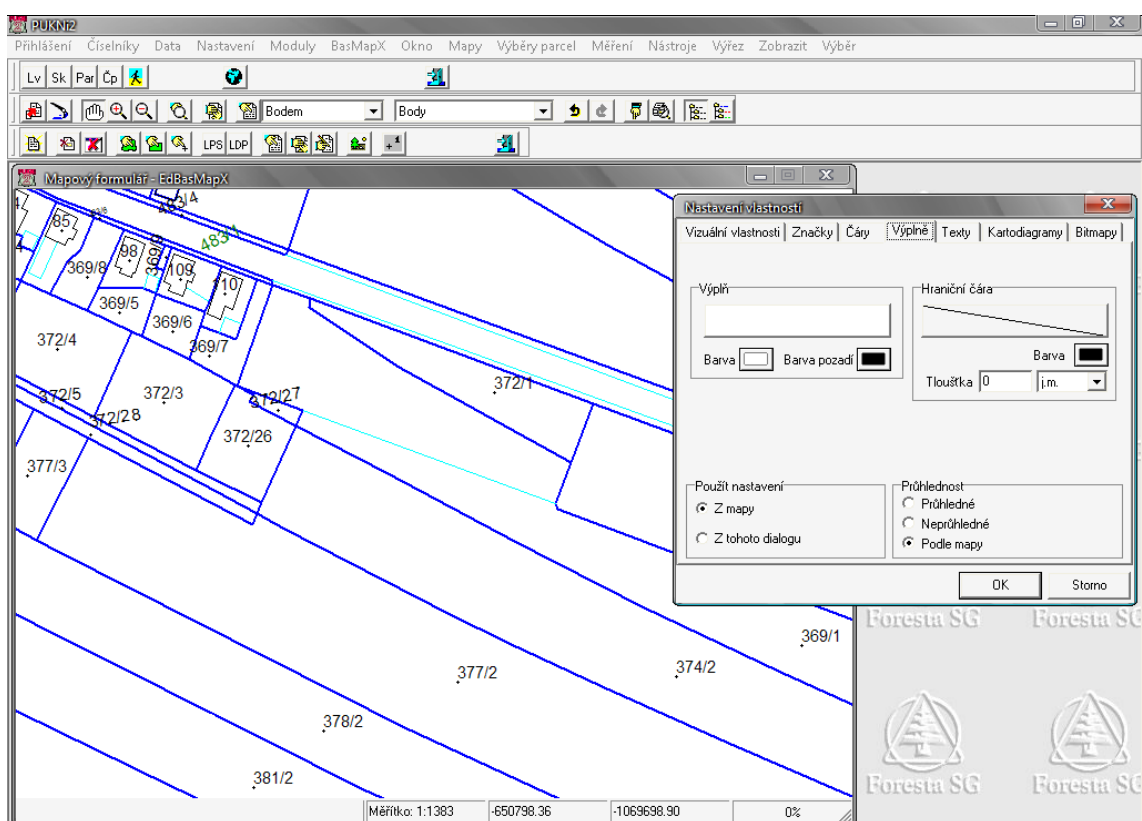 PUKNi2
Přihlášení Číselníky Data Nastavení Moduly BasMapX Okno Mapy Výběry parcel Měření Nástroje Výřez Zobrazit Výběr
Lv Sk Par Čp
Bodem Body
LPS LDP
Mapový formulář - EdBasMapX
483/4
85
483/1
98
369/8
109
110
369/5
369/6
369/7
372/4
372/1
372/5
372/3
372/27
372/28
372/26
377/3
369/1
377/2
374/2
378/2
381/2
Měřítko: 1:1383 -650798.36 -1069698.90 0%
Nastavení vlastností
Vizuální vlastnosti Značky Čáry Výplně Texty Kartodiagramy Bitmapy
Výplň
Hraniční čára
Barva Barva pozadí
Barva
Tloušťka 0 j.m.
Použít nastavení
Z mapy
Z tohoto dialogu
Průhlednost
Průhledné
Neprůhledné
Podle mapy
OK Storno
Foresta SG Foresta SG
Foresta SG Foresta SG